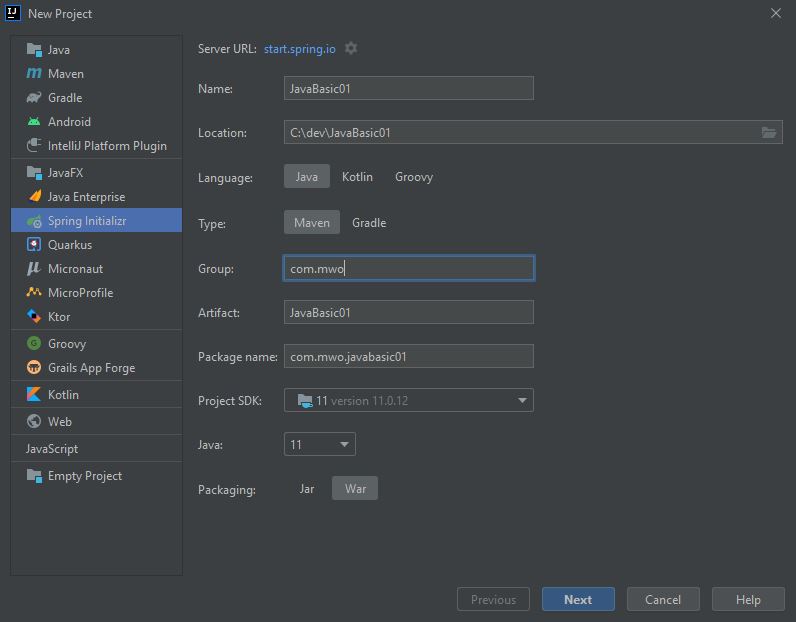 New Project
Java
Maven
Gradle
Android
IntelliJ Platform Plugin
JavaFX
Java Enterprise
Spring Initializr
Quarkus
Micronaut
MicroProfile
Ktor
Groovy
Grails App Forge
Kotlin
Web
JavaScript
Empty Project
Server URL: start.spring.io
Name: JavaBasic01
Location: C:\dev\JavaBasic01
Language: Java Kotlin Groovy
Type: Maven Gradle
Group: com.mwo
Artifact: JavaBasic01
Package name: com.mwo.javabasic01
Project SDK: 11 version 11.0.12
Java: 11
Packaging: Jar War
Previous Next Cancel Help